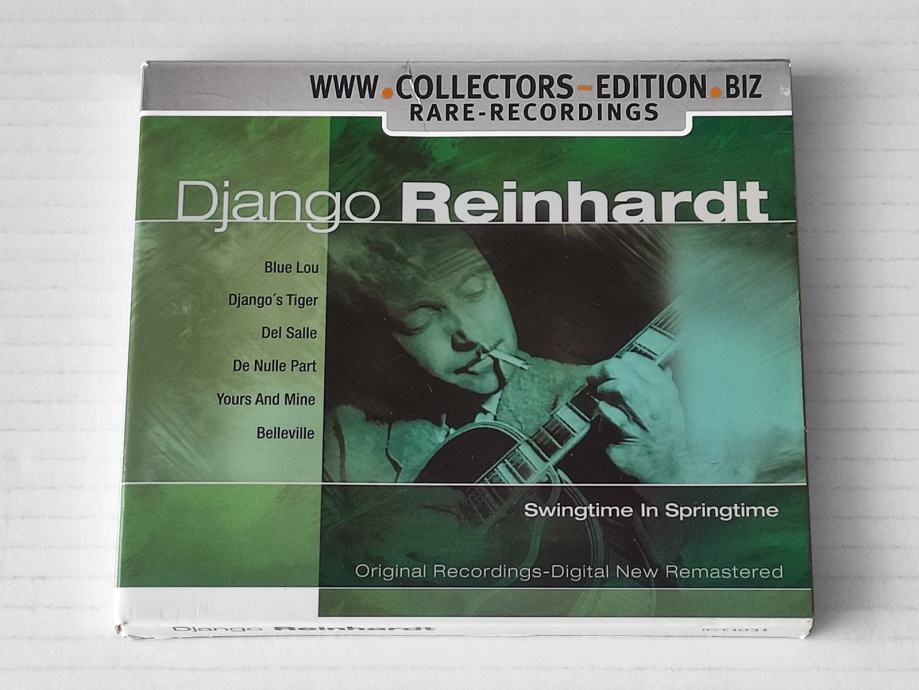 WWW.COLLECTORS-EDITION.BIZ
RARE-RECORDINGS
Django Reinhardt
Blue Lou
Django´s Tiger
Del Salle
De Nulle Part
Yours And Mine
Belleville
Swingtime In Springtime
Original Recordings-Digital New Remastered
Django Reinhardt